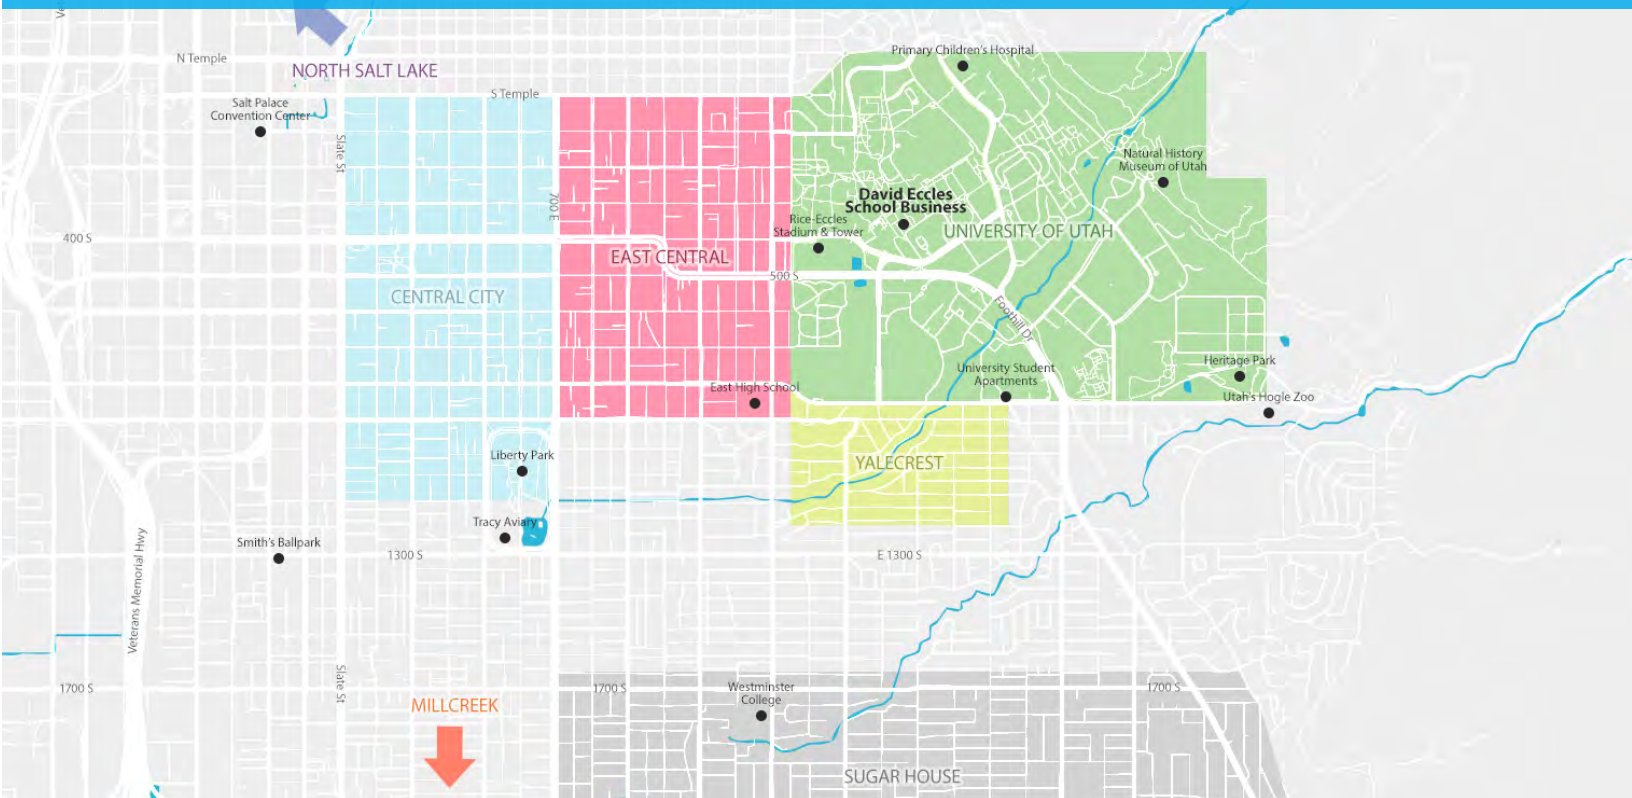 Ve
Primary Children's Hospital
N Temple
NORTH SALT LAKE
S Temple
Salt Palace
Convention Center
Slate St
Natural History
Museum of Utah
David Eccles
School Business
700 E
Rice-Eccles
Stadium & Tower
UNIVERSITY OF UTAH
400 S
EAST CENTRAL
500 S
CENTRAL CITY
Foothill Dr
Heritage Park
University Student
Apartments
East High School
Utah's Hogle Zoo
Liberty Park
YALECREST
Tracy Aviary
Smith's Ballpark
1300 S
E 1300 S
Veterans Memorial Hwy
Slate St
1700 S
1700 S
1700 S
Westminster
College
MILLCREEK
SUGAR HOUSE